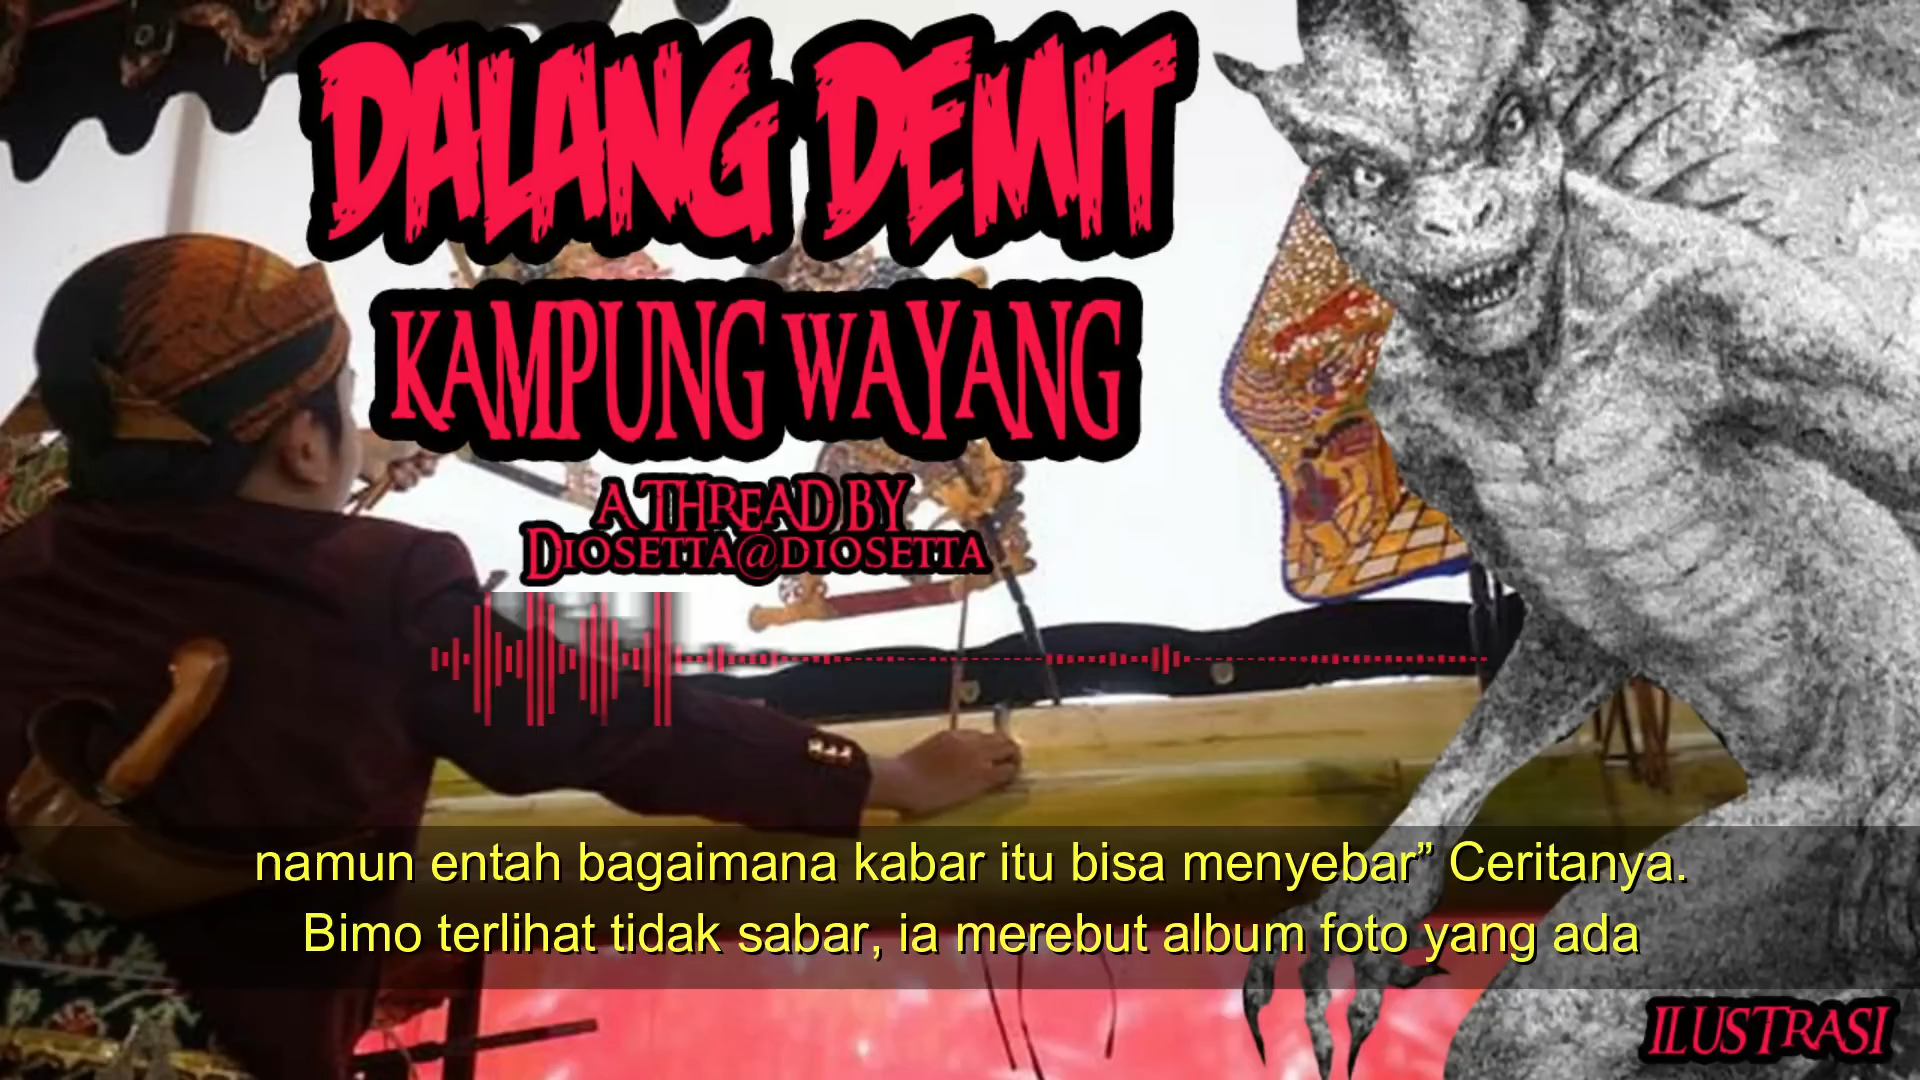 DALANG DEMIT
KAMPUNG WAYANG
A THREAD BY
DIOSETTA@DIOSETTA
namun entah bagaimana kabar itu bisa menyebar” Ceritanya.
Bimo terlihat tidak sabar, ia merebut album foto yang ada
ILUSTRASI